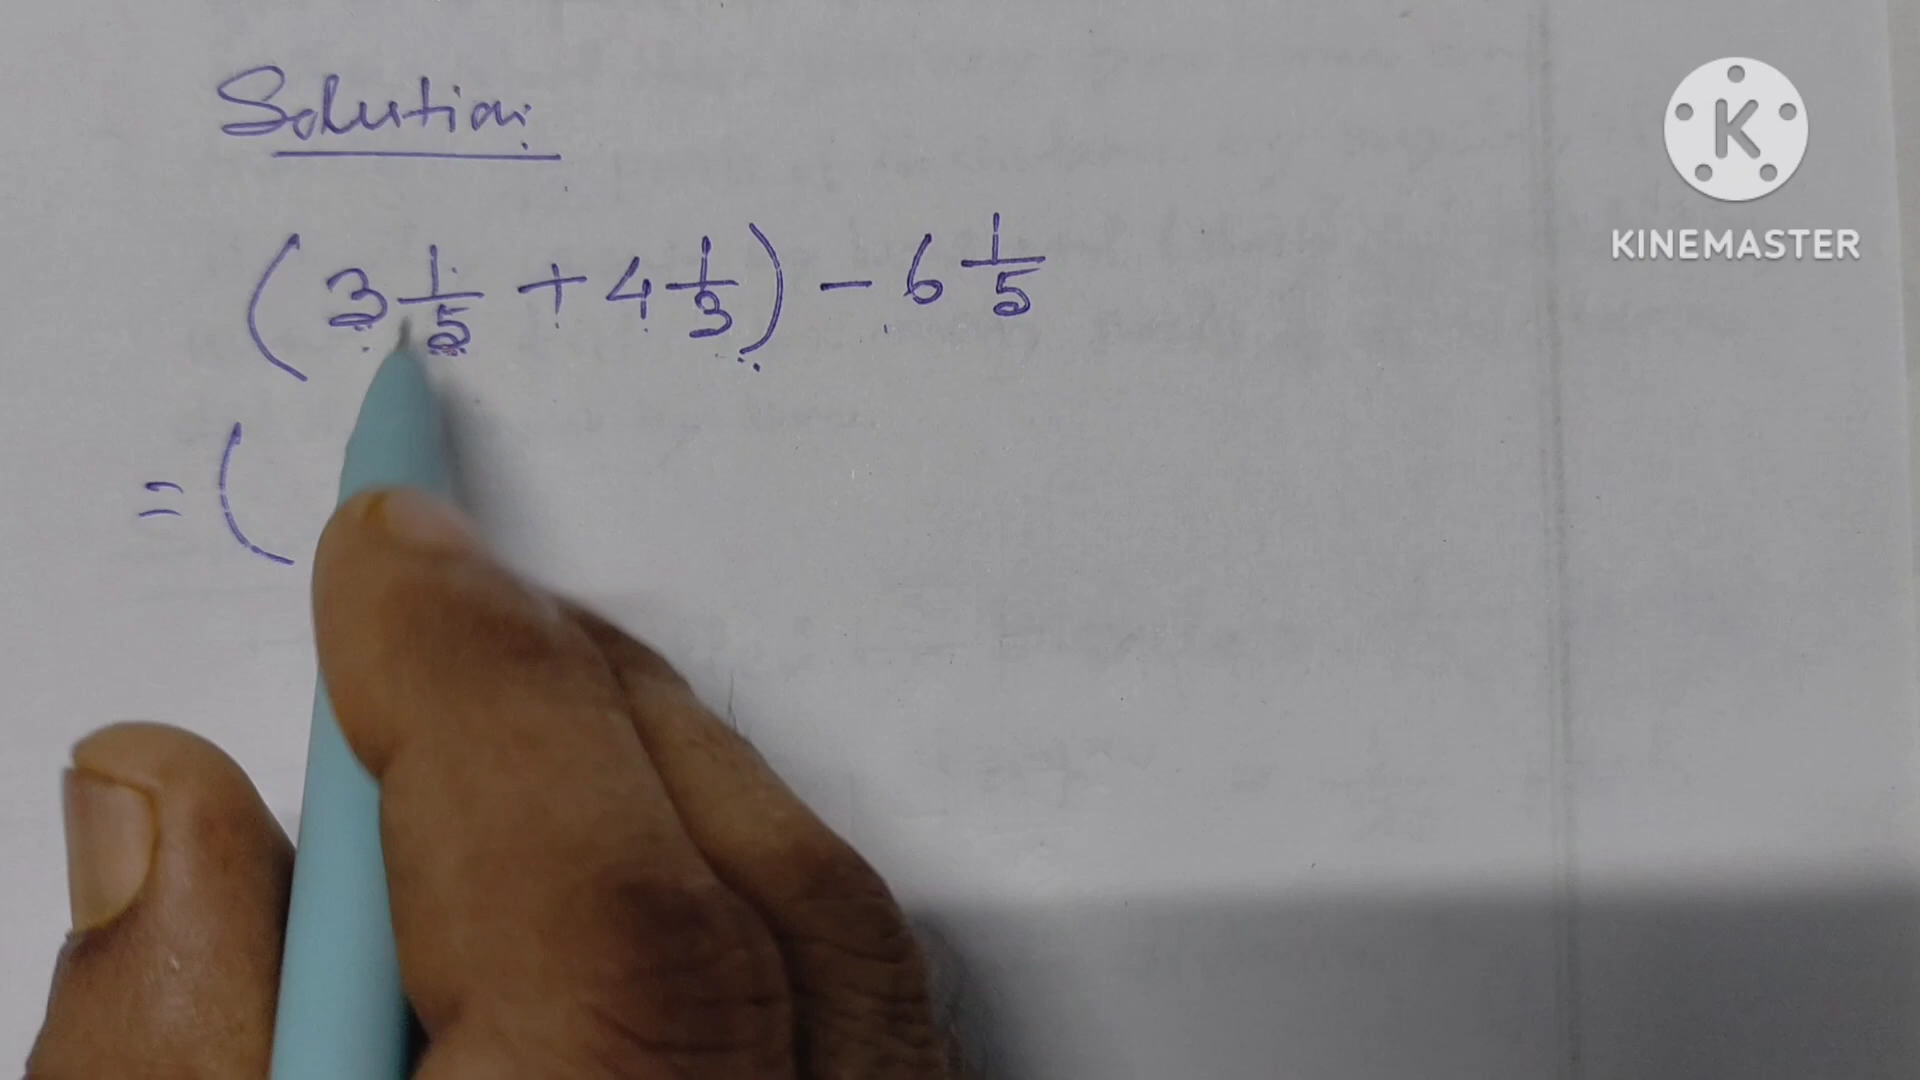 Solution:
(3 1/5 + 4 1/3) - 6 1/5
= (
K
KINEMASTER